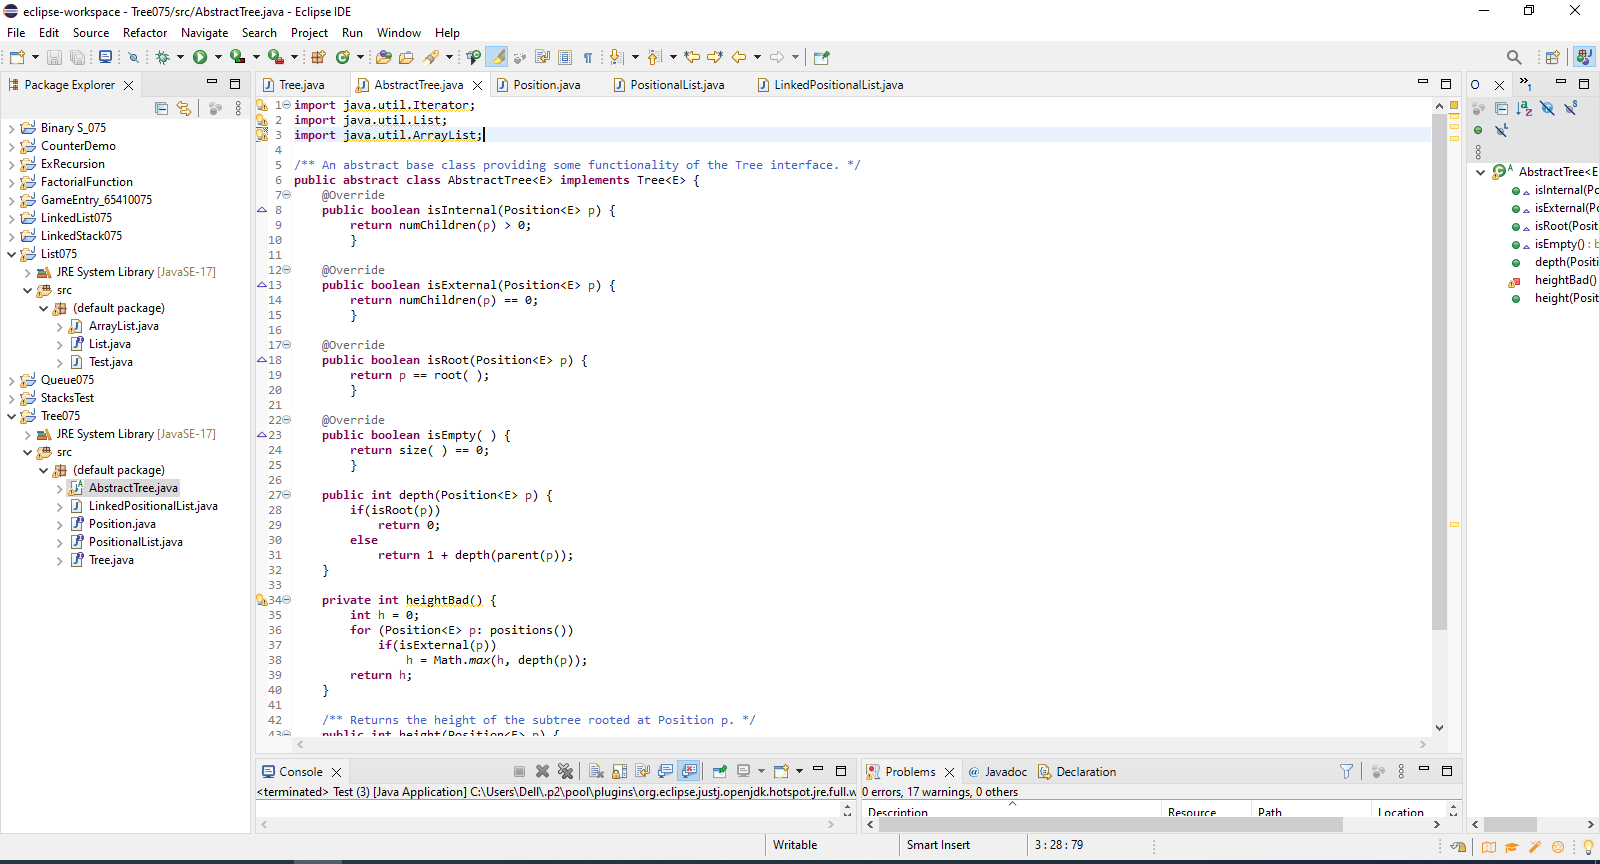 eclipse-workspace - Tree075/src/AbstractTree.java - Eclipse IDE
File Edit Source Refactor Navigate Search Project Run Window Help
Package Explorer
Binary S_075
CounterDemo
ExRecursion
FactorialFunction
GameEntry_65410075
LinkedList075
LinkedStack075
List075
JRE System Library [JavaSE-17]
src
(default package)
ArrayList.java
List.java
Test.java
Queue075
StacksTest
Tree075
JRE System Library [JavaSE-17]
src
(default package)
AbstractTree.java
LinkedPositionalList.java
Position.java
PositionalList.java
Tree.java
Tree.java AbstractTree.java Position.java PositionalList.java LinkedPositionalList.java
1 import java.util.Iterator;
2 import java.util.List;
3 import java.util.ArrayList;
4
5 /** An abstract base class providing some functionality of the Tree interface. */
6 public abstract class AbstractTree<E> implements Tree<E> {
7 @Override
8 public boolean isInternal(Position<E> p) {
9 return numChildren(p) > 0;
10 }
11
12 @Override
13 public boolean isExternal(Position<E> p) {
14 return numChildren(p) == 0;
15 }
16
17 @Override
18 public boolean isRoot(Position<E> p) {
19 return p == root( );
20 }
21
22 @Override
23 public boolean isEmpty( ) {
24 return size( ) == 0;
25 }
26
27 public int depth(Position<E> p) {
28 if(isRoot(p))
29 return 0;
30 else
31 return 1 + depth(parent(p));
32 }
33
34 private int heightBad() {
35 int h = 0;
36 for (Position<E> p: positions())
37 if(isExternal(p))
38 h = Math.max(h, depth(p));
39 return h;
40 }
41
42 /** Returns the height of the subtree rooted at Position p. */
43 public int height(Position<E> p) {
O
1
AbstractTree<E
isInternal(Po
isExternal(Po
isRoot(Positi
isEmpty() : b
depth(Positi
heightBad()
height(Posit
Console
<terminated> Test (3) [Java Application] C:\Users\Dell\.p2\pool\plugins\org.eclipse.justj.openjdk.hotspot.jre.full.w
Problems @ Javadoc Declaration
0 errors, 17 warnings, 0 others
Description Resource Path Location
Writable Smart Insert 3 : 28 : 79